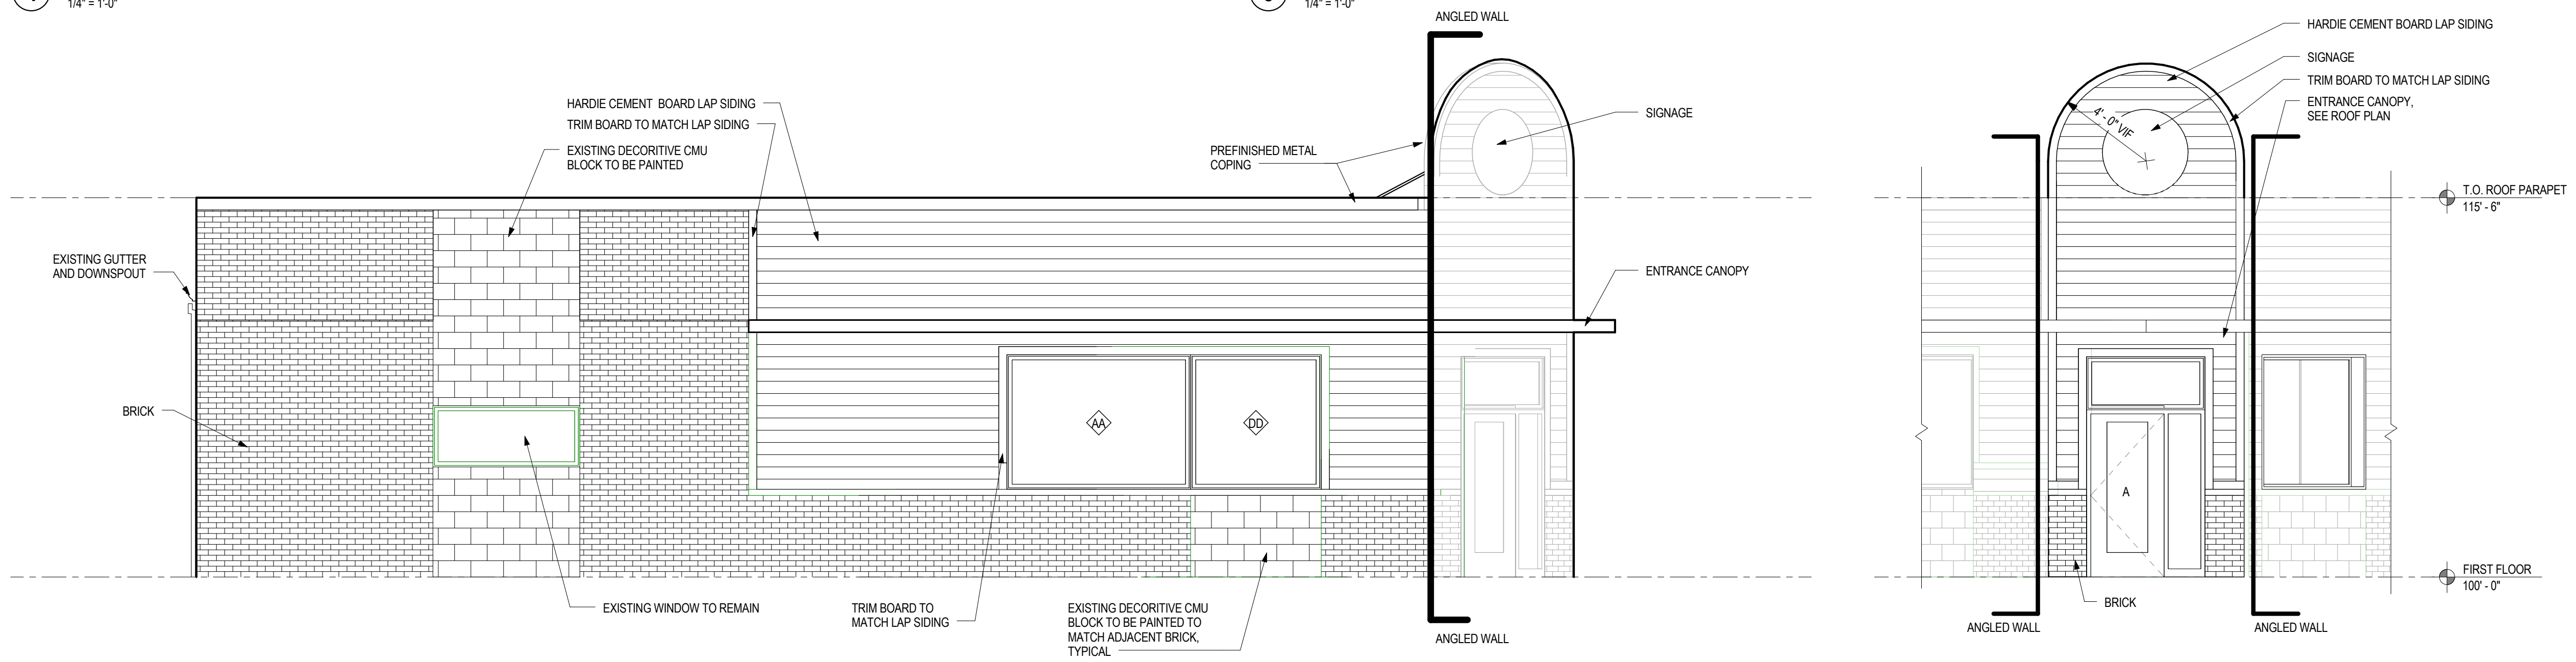 1/4" = 1'-0"
1/4" = 1'-0"
ANGLED WALL
HARDIE CEMENT BOARD LAP SIDING
SIGNAGE
TRIM BOARD TO MATCH LAP SIDING
ENTRANCE CANOPY,
SEE ROOF PLAN
HARDIE CEMENT BOARD LAP SIDING
TRIM BOARD TO MATCH LAP SIDING
EXISTING DECORITIVE CMU
BLOCK TO BE PAINTED
PREFINISHED METAL
COPING
SIGNAGE
4' - 0" VIF
T.O. ROOF PARAPET
115' - 6"
EXISTING GUTTER
AND DOWNSPOUT
ENTRANCE CANOPY
BRICK
AA
DD
A
FIRST FLOOR
100' - 0"
EXISTING WINDOW TO REMAIN
TRIM BOARD TO
MATCH LAP SIDING
EXISTING DECORITIVE CMU
BLOCK TO BE PAINTED TO
MATCH ADJACENT BRICK,
TYPICAL
ANGLED WALL
BRICK
ANGLED WALL
ANGLED WALL